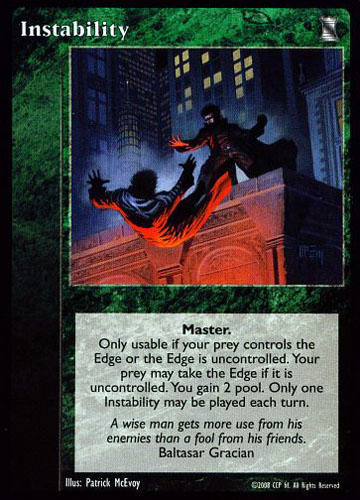 Instability
Master.
Only usable if your prey controls the
Edge or the Edge is uncontrolled. Your
prey may take the Edge if it is
uncontrolled. You gain 2 pool. Only one
Instability may be played each turn.
A wise man gets more use from his
enemies than a fool from his friends.
Baltasar Gracian
Illus: Patrick McEvoy
©2008 CCP hf. All Rights Reserved.